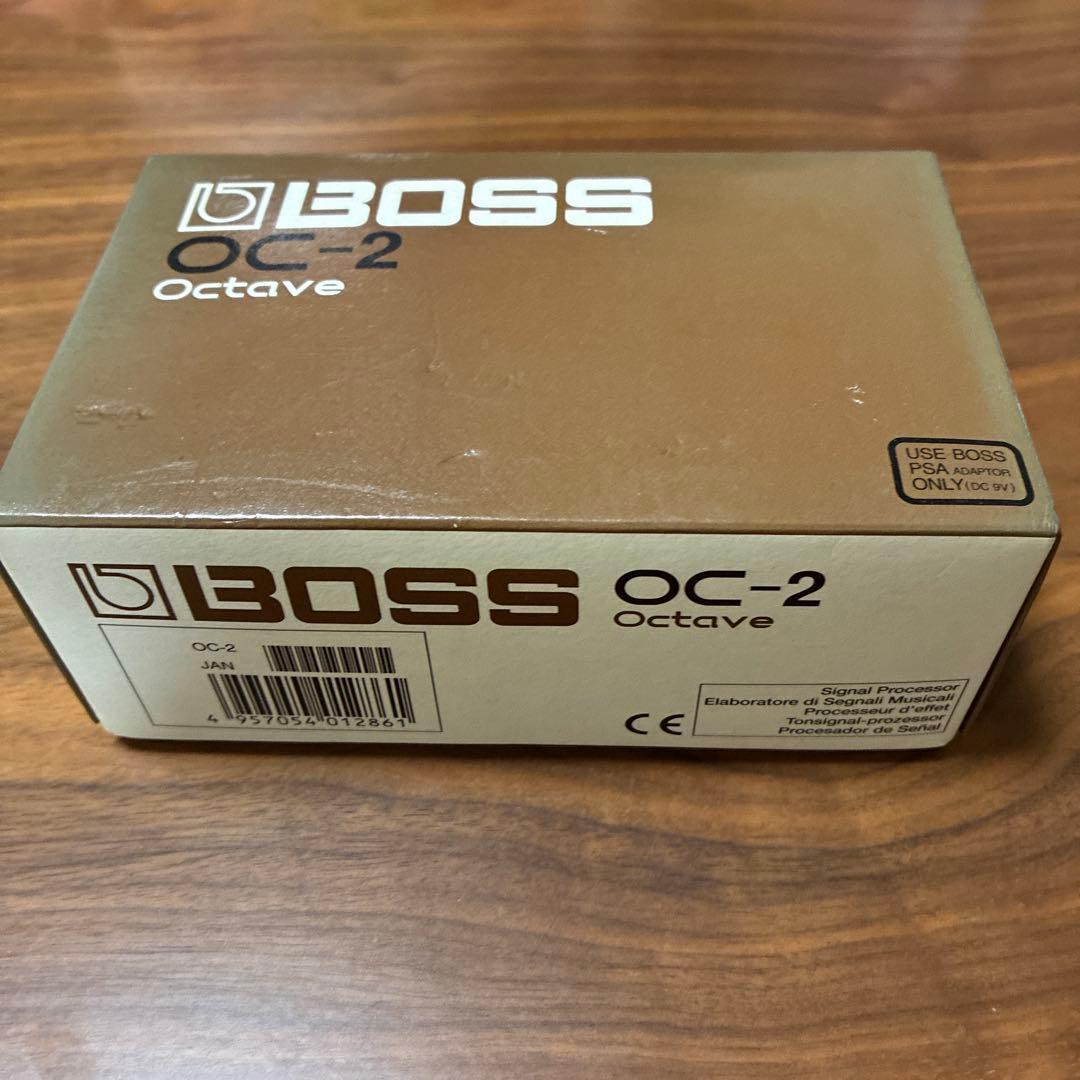 BOSS
OC-2
Octave
USE BOSS
PSA ADAPTOR
ONLY (DC 9V)
BOSS
OC-2
Octave
OC-2
JAN
4 957054 012861
CE
Signal Processor
Elaboratore di Segnali Musicali
Processeur d'effet
Tonsignal-prozessor
Procesador de Señal